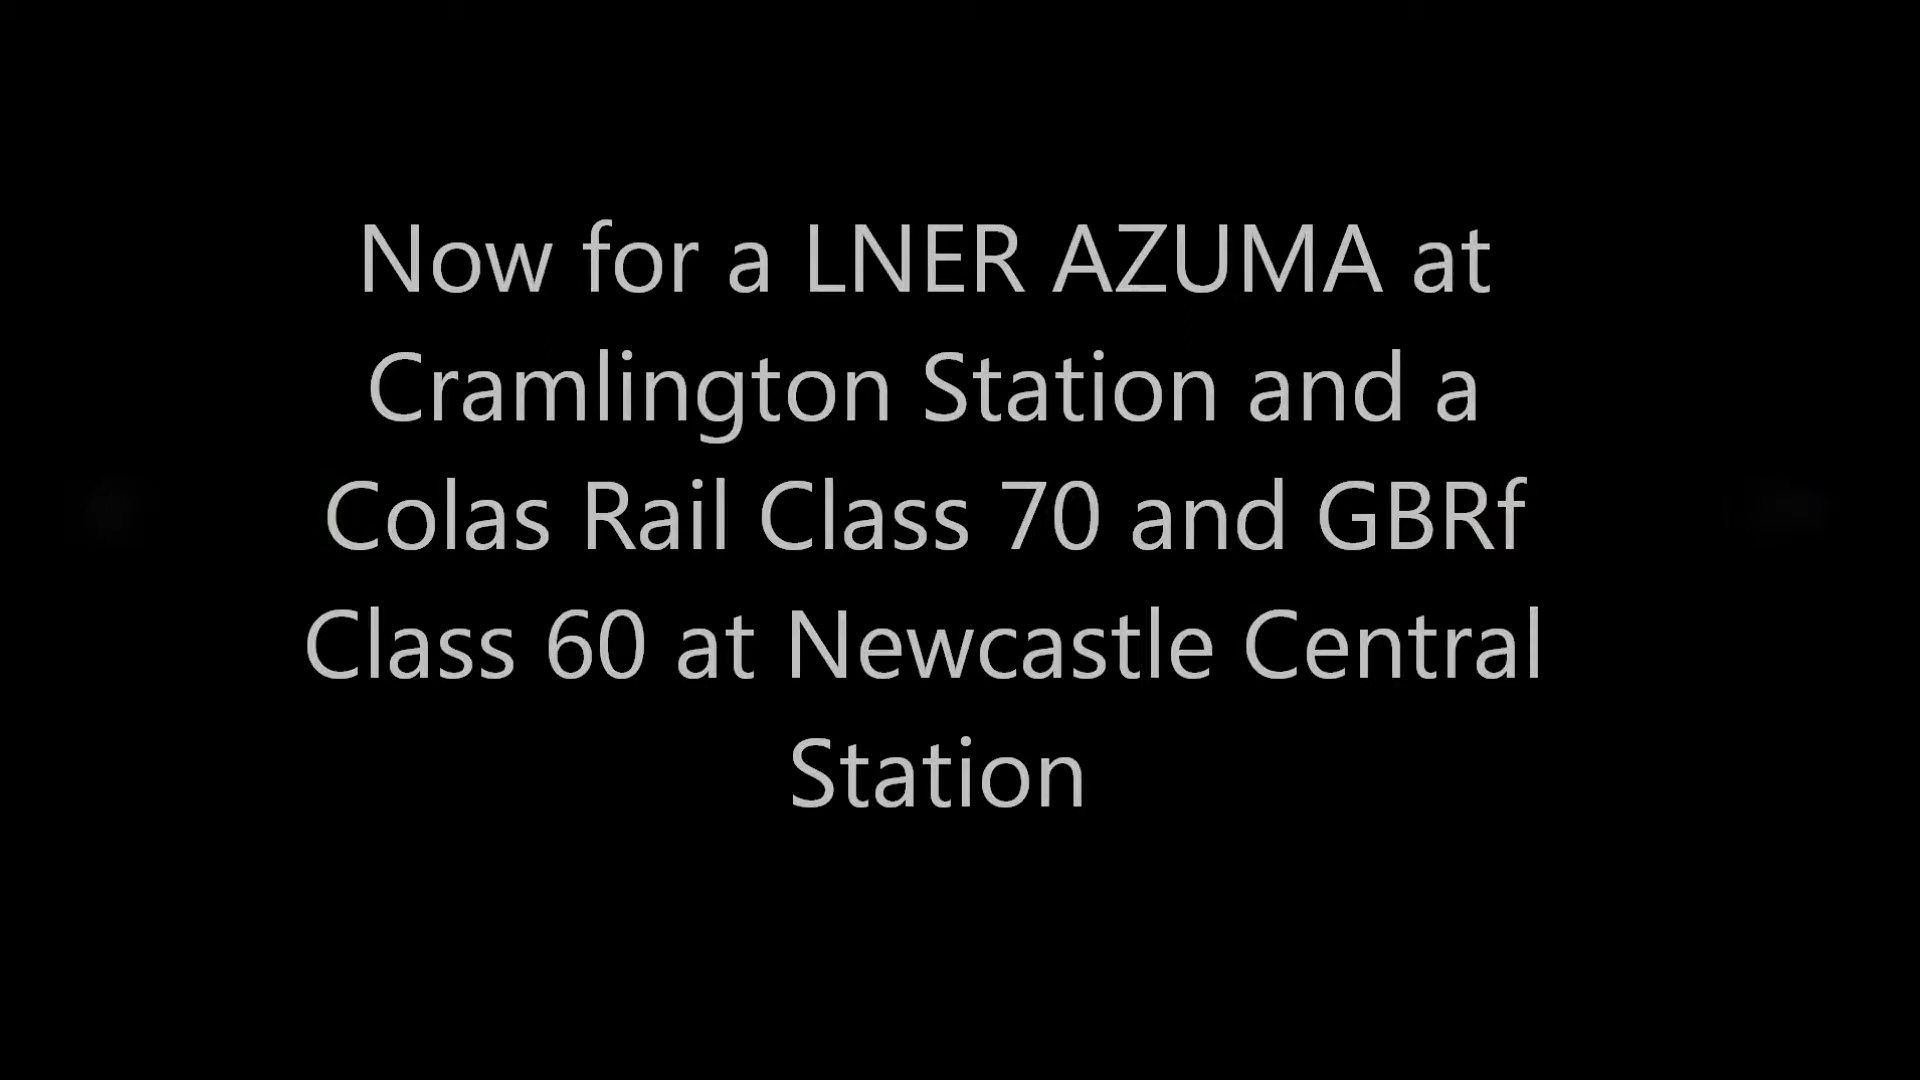 Now for a LNER AZUMA at
Cramlington Station and a
Colas Rail Class 70 and GBRf
Class 60 at Newcastle Central
Station